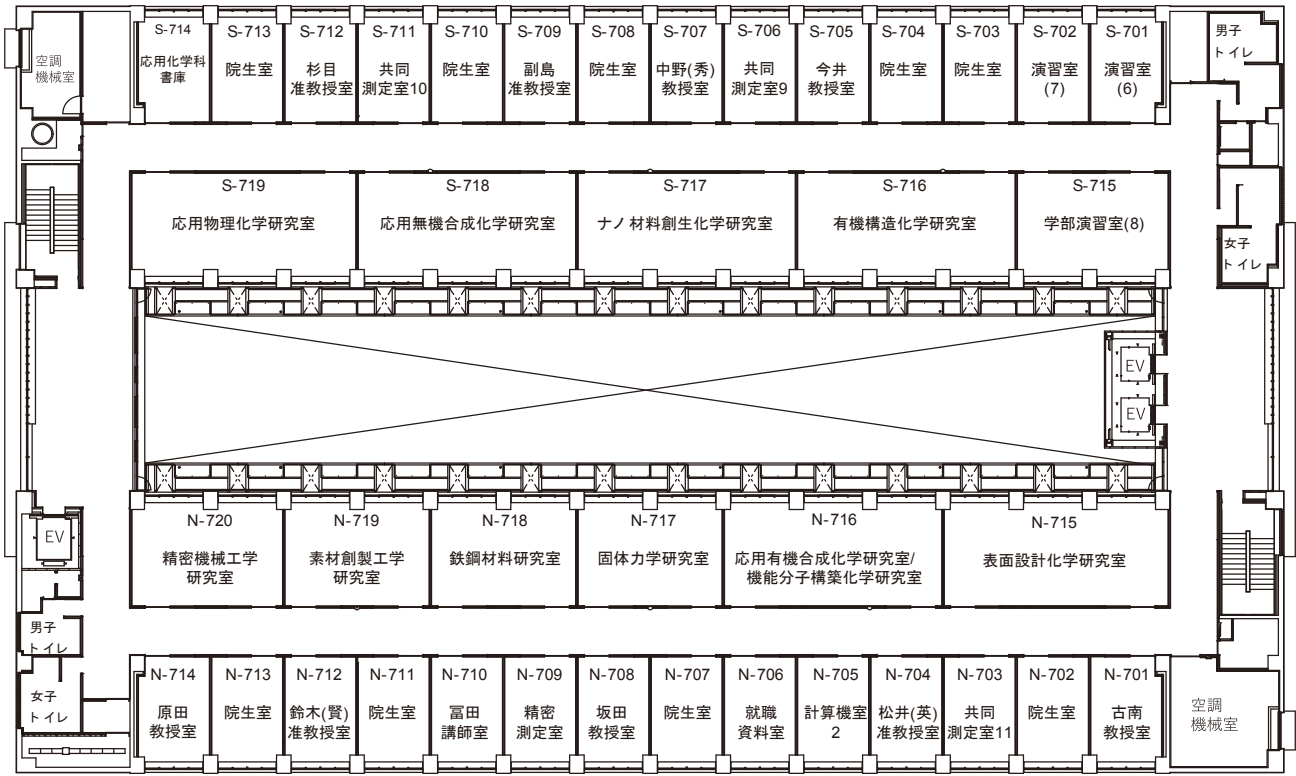 空調
機械室
S-714
応用化学科
書庫
S-713
院生室
S-712
杉目
准教授室
S-711
共同
測定室10
S-710
院生室
S-709
副島
准教授室
S-708
院生室
S-707
中野(秀)
教授室
S-706
共同
測定室9
S-705
今井
教授室
S-704
院生室
S-703
院生室
S-702
演習室
(7)
S-701
演習室
(6)
男子
トイレ
S-719
応用物理化学研究室
S-718
応用無機合成化学研究室
S-717
ナノ材料創生化学研究室
S-716
有機構造化学研究室
S-715
学部演習室(8)
女子
トイレ
EV
EV
EV
N-720
精密機械工学
研究室
N-719
素材創製工学
研究室
N-718
鉄鋼材料研究室
N-717
固体力学研究室
N-716
応用有機合成化学研究室/
機能分子構築化学研究室
N-715
表面設計化学研究室
男子
トイレ
女子
トイレ
N-714
原田
教授室
N-713
院生室
N-712
鈴木(賢)
准教授室
N-711
院生室
N-710
冨田
講師室
N-709
精密
測定室
N-708
坂田
教授室
N-707
院生室
N-706
就職
資料室
N-705
計算機室
2
N-704
松井(英)
准教授室
N-703
共同
測定室11
N-702
院生室
N-701
古南
教授室
空調
機械室